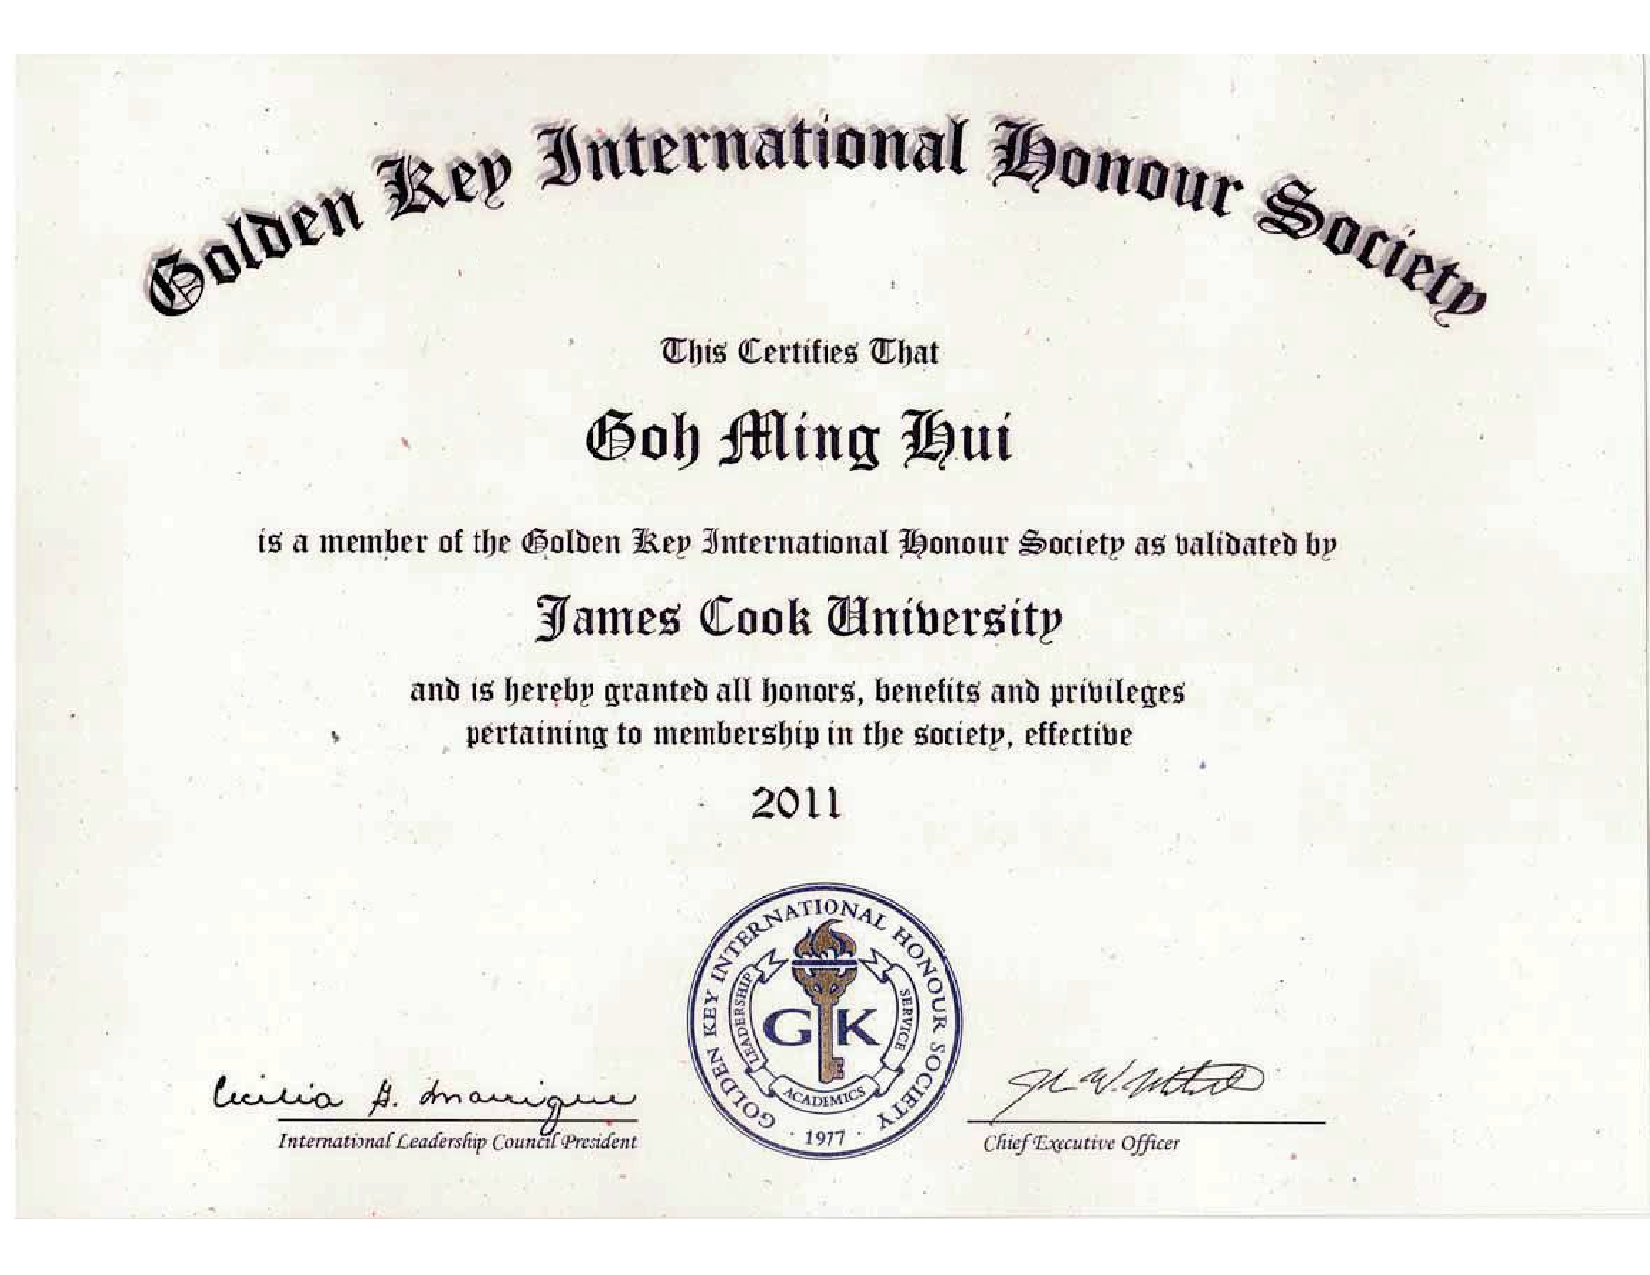 Golden Key International Honour Society
This Certifies That
Goh Ming Hui
is a member of the Golden Key International Honour Society as validated by
James Cook University
and is hereby granted all honors, benefits and privileges
pertaining to membership in the society, effective
2011
GOLDEN KEY INTERNATIONAL HONOUR SOCIETY
LEADERSHIP
SERVICE
G K
ACADEMICS
· 1977 ·
Cecilia
International Leadership Council President
Chief Executive Officer